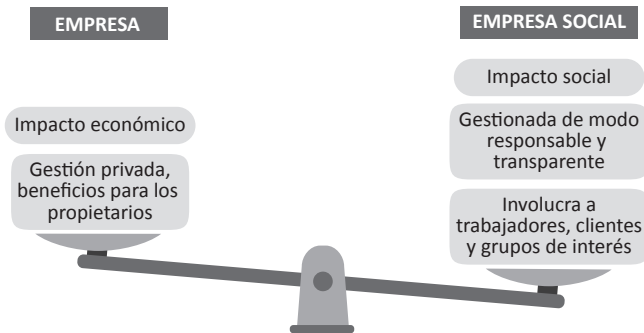 EMPRESA
Impacto económico
Gestión privada,
beneficios para los
propietarios
EMPRESA SOCIAL
Impacto social
Gestionada de modo
responsable y
transparente
Involucra a
trabajadores, clientes
y grupos de interés